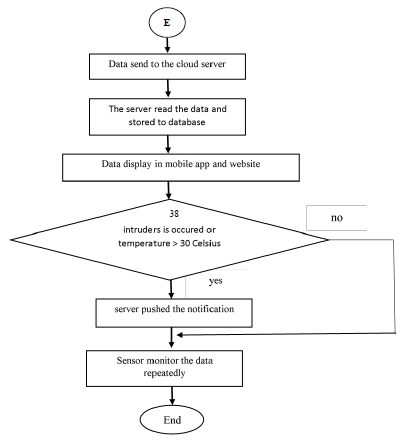 E
Data send to the cloud server
The server read the data and
stored to database
Data display in mobile app and website
38
intruders is occured or
temperature > 30 Celsius
no
yes
server pushed the notification
Sensor monitor the data
repeatedly
End